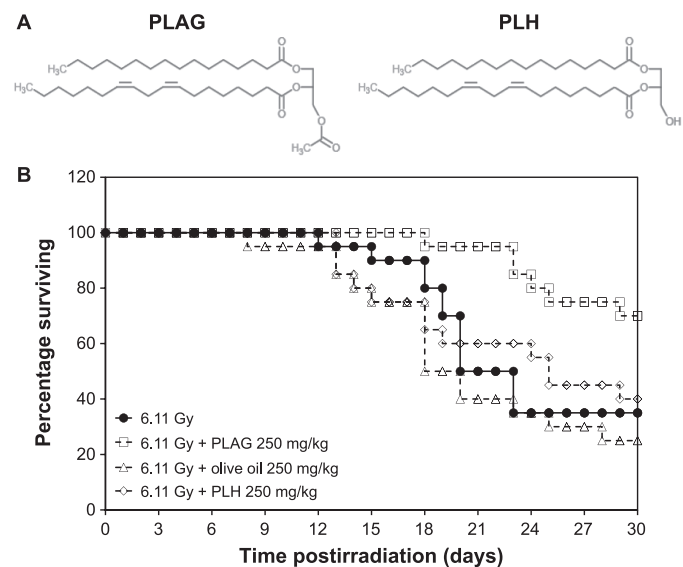 A
PLAG
PLH
O
H₃C
O
H₃C
O
O
O
H₃C
O
O
H₃C
O
H₃C
O
O
OH
B
120
100
80
60
40
20
0
Percentage surviving
6.11 Gy
6.11 Gy + PLAG 250 mg/kg
6.11 Gy + olive oil 250 mg/kg
6.11 Gy + PLH 250 mg/kg
0 3 6 9 12 15 18 21 24 27 30
Time postirradiation (days)